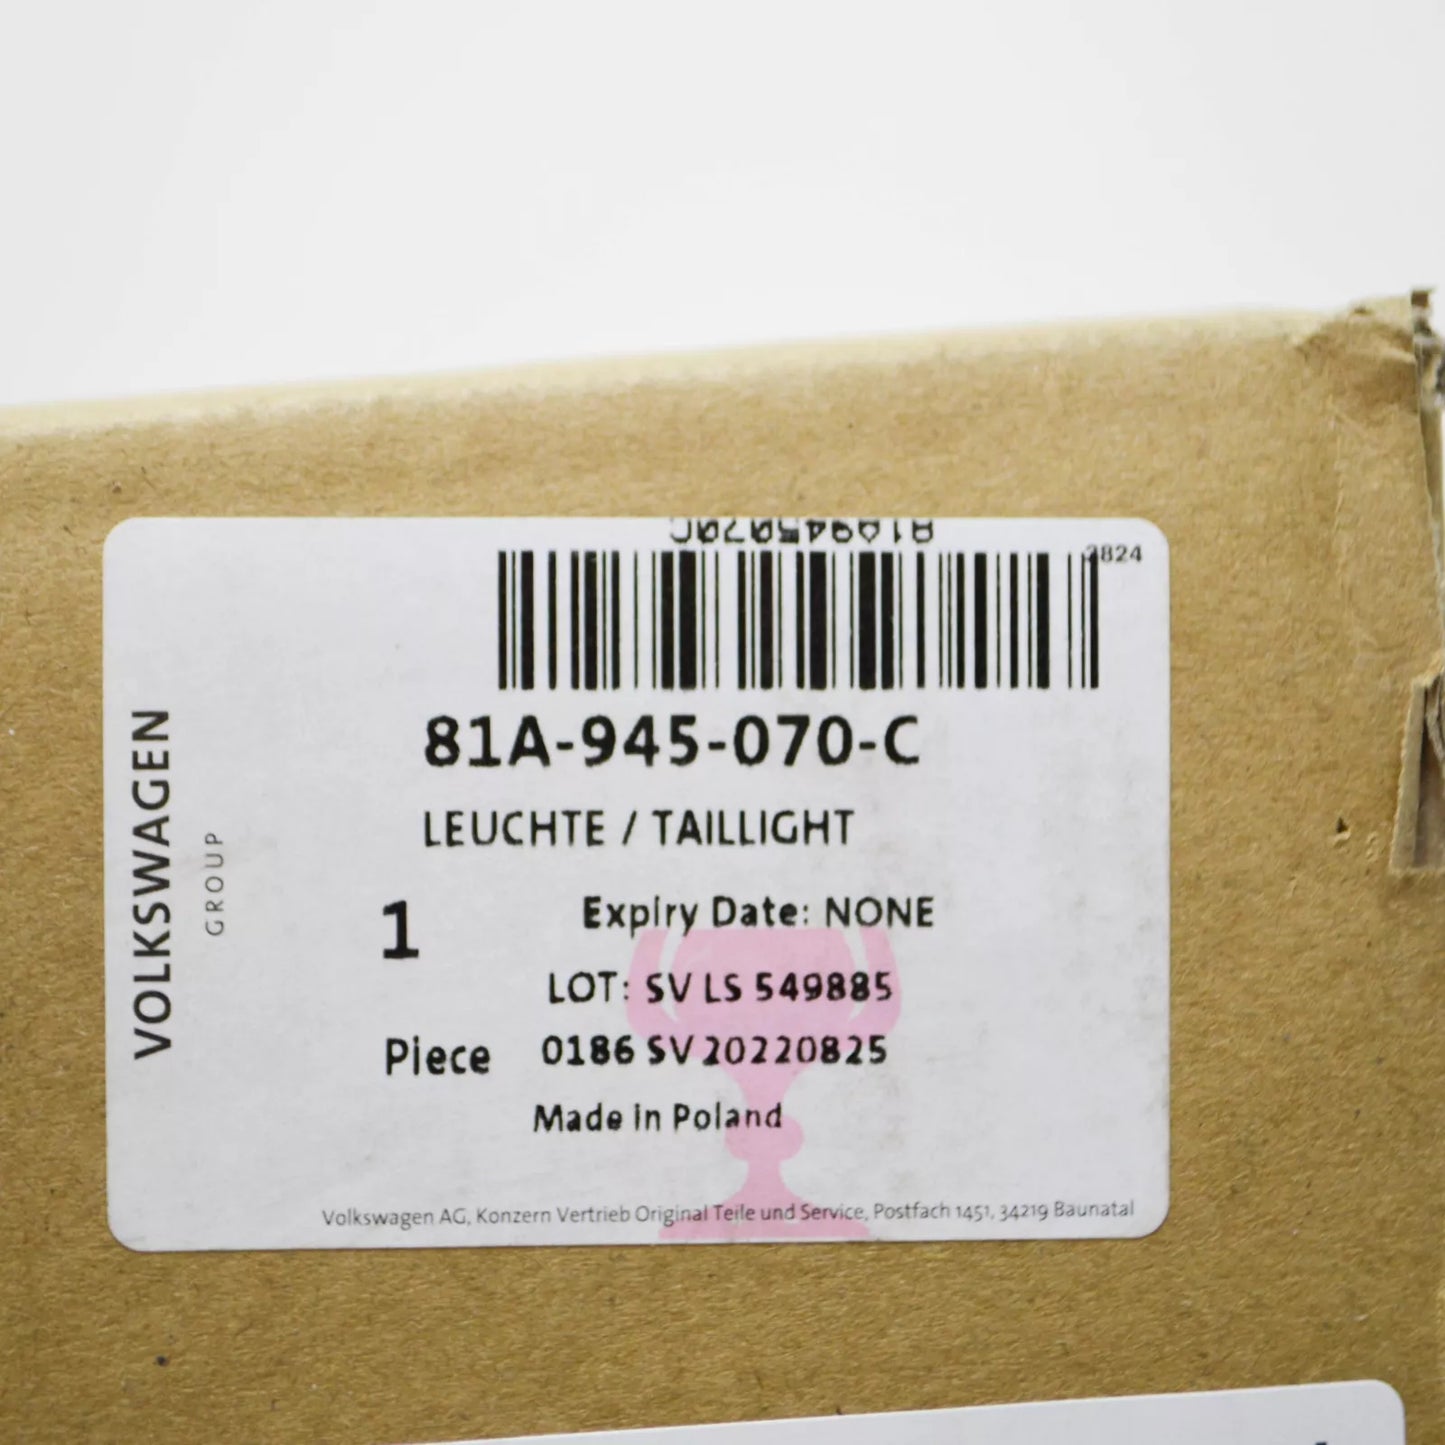 81A945070C
3824
81A-945-070-C
LEUCHTE / TAILLIGHT
VOLKSWAGEN
GROUP
1
Expiry Date: NONE
LOT: SV LS 549885
Piece
0186 SV 20220825
Made in Poland
Volkswagen AG, Konzern Vertrieb Original Teile und Service, Postfach 1451, 34219 Baunatal